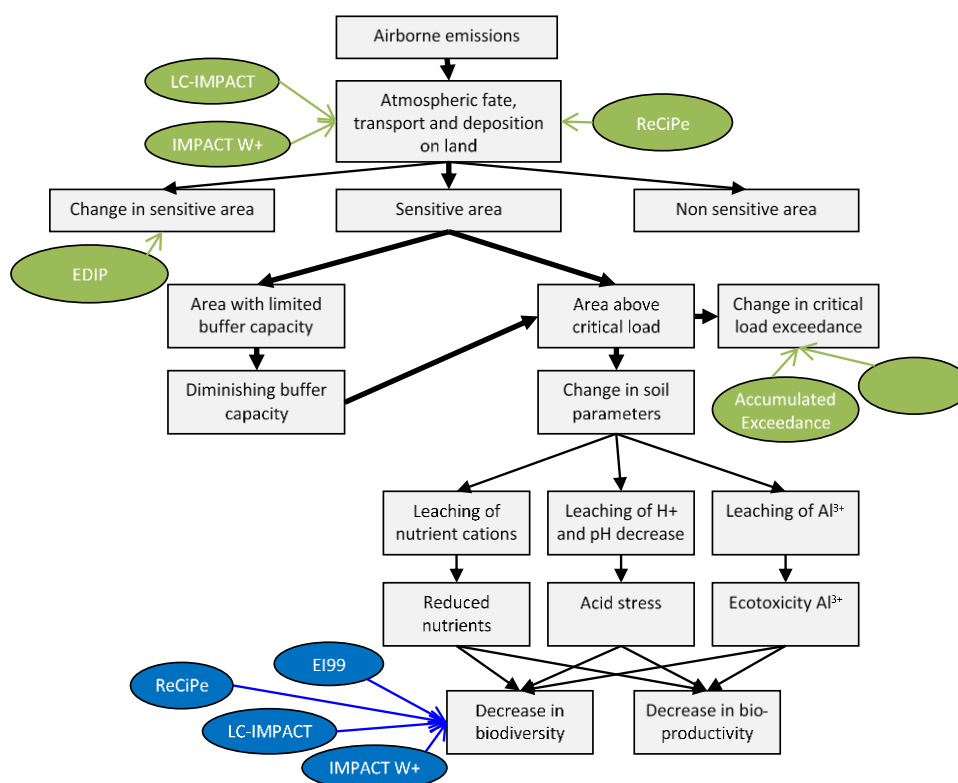 Airborne emissions
LC-IMPACT
Atmospheric fate,
transport and deposition
on land
ReCiPe
IMPACT W+
Change in sensitive area
Sensitive area
Non sensitive area
EDIP
Area with limited
buffer capacity
Area above
critical load
Change in critical
load exceedance
Diminishing buffer
capacity
Change in soil
parameters
Accumulated
Exceedance
Leaching of
nutrient cations
Leaching of H+
and pH decrease
Leaching of Al³⁺
Reduced
nutrients
Acid stress
Ecotoxicity Al³⁺
EI99
ReCiPe
LC-IMPACT
IMPACT W+
Decrease in
biodiversity
Decrease in bio-
productivity